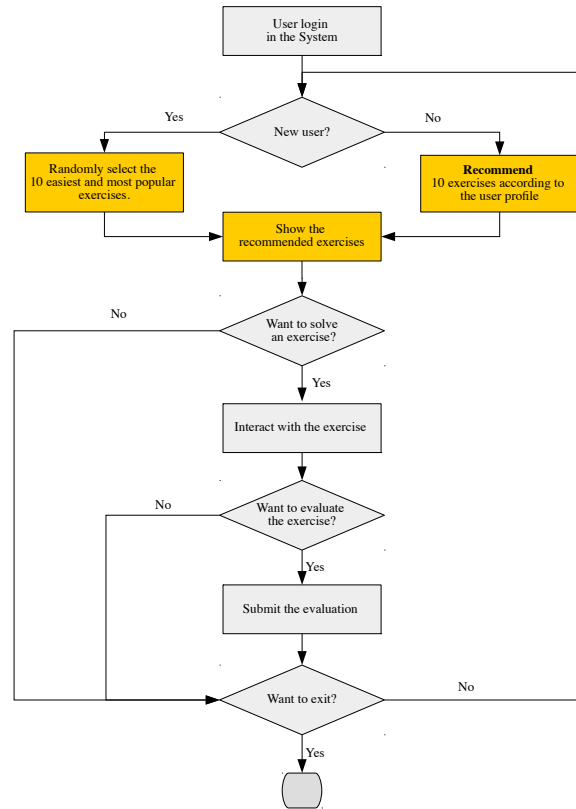 User login
in the System
New user?
Yes
No
Randomly select the
10 easiest and most popular
exercises.
Recommend
10 exercises according to
the user profile
Show the
recommended exercises
Want to solve
an exercise?
No
Yes
Interact with the exercise
Want to evaluate
the exercise?
No
Yes
Submit the evaluation
Want to exit?
No
Yes